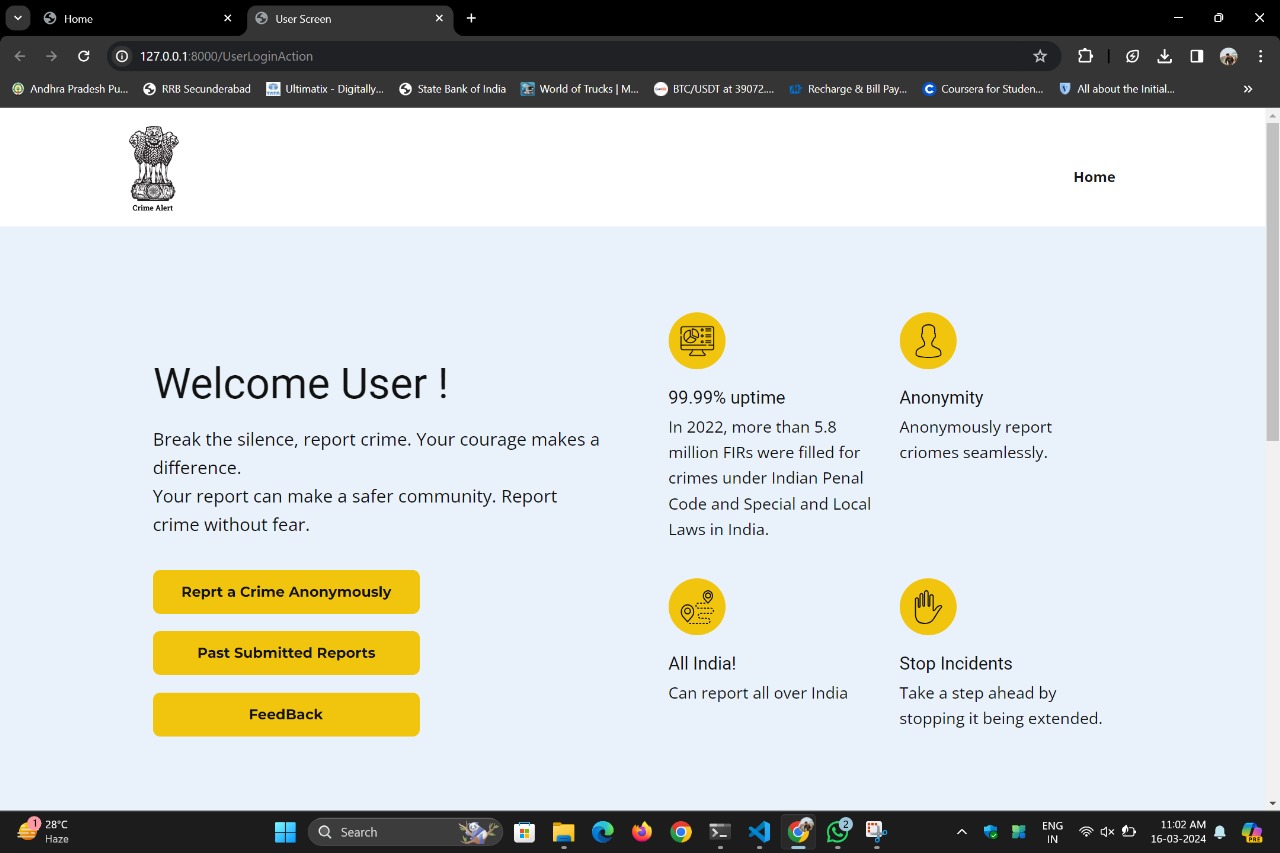 Home
User Screen
127.0.0.1:8000/UserLoginAction
Andhra Pradesh Pu...
RRB Secunderabad
Ultimatix - Digitally...
State Bank of India
World of Trucks | M...
BTC/USDT at 39072....
Recharge & Bill Pay...
Coursera for Studen...
All about the Initial...
Crime Alert
Home
Welcome User !
Break the silence, report crime. Your courage makes a
difference.
Your report can make a safer community. Report
crime without fear.
Reprt a Crime Anonymously
Past Submitted Reports
FeedBack
99.99% uptime
In 2022, more than 5.8
million FIRs were filled for
crimes under Indian Penal
Code and Special and Local
Laws in India.
Anonymity
Anonymously report
criomes seamlessly.
All India!
Can report all over India
Stop Incidents
Take a step ahead by
stopping it being extended.
1
28°C
Haze
Search
2
ENG
IN
11:02 AM
16-03-2024
PRE